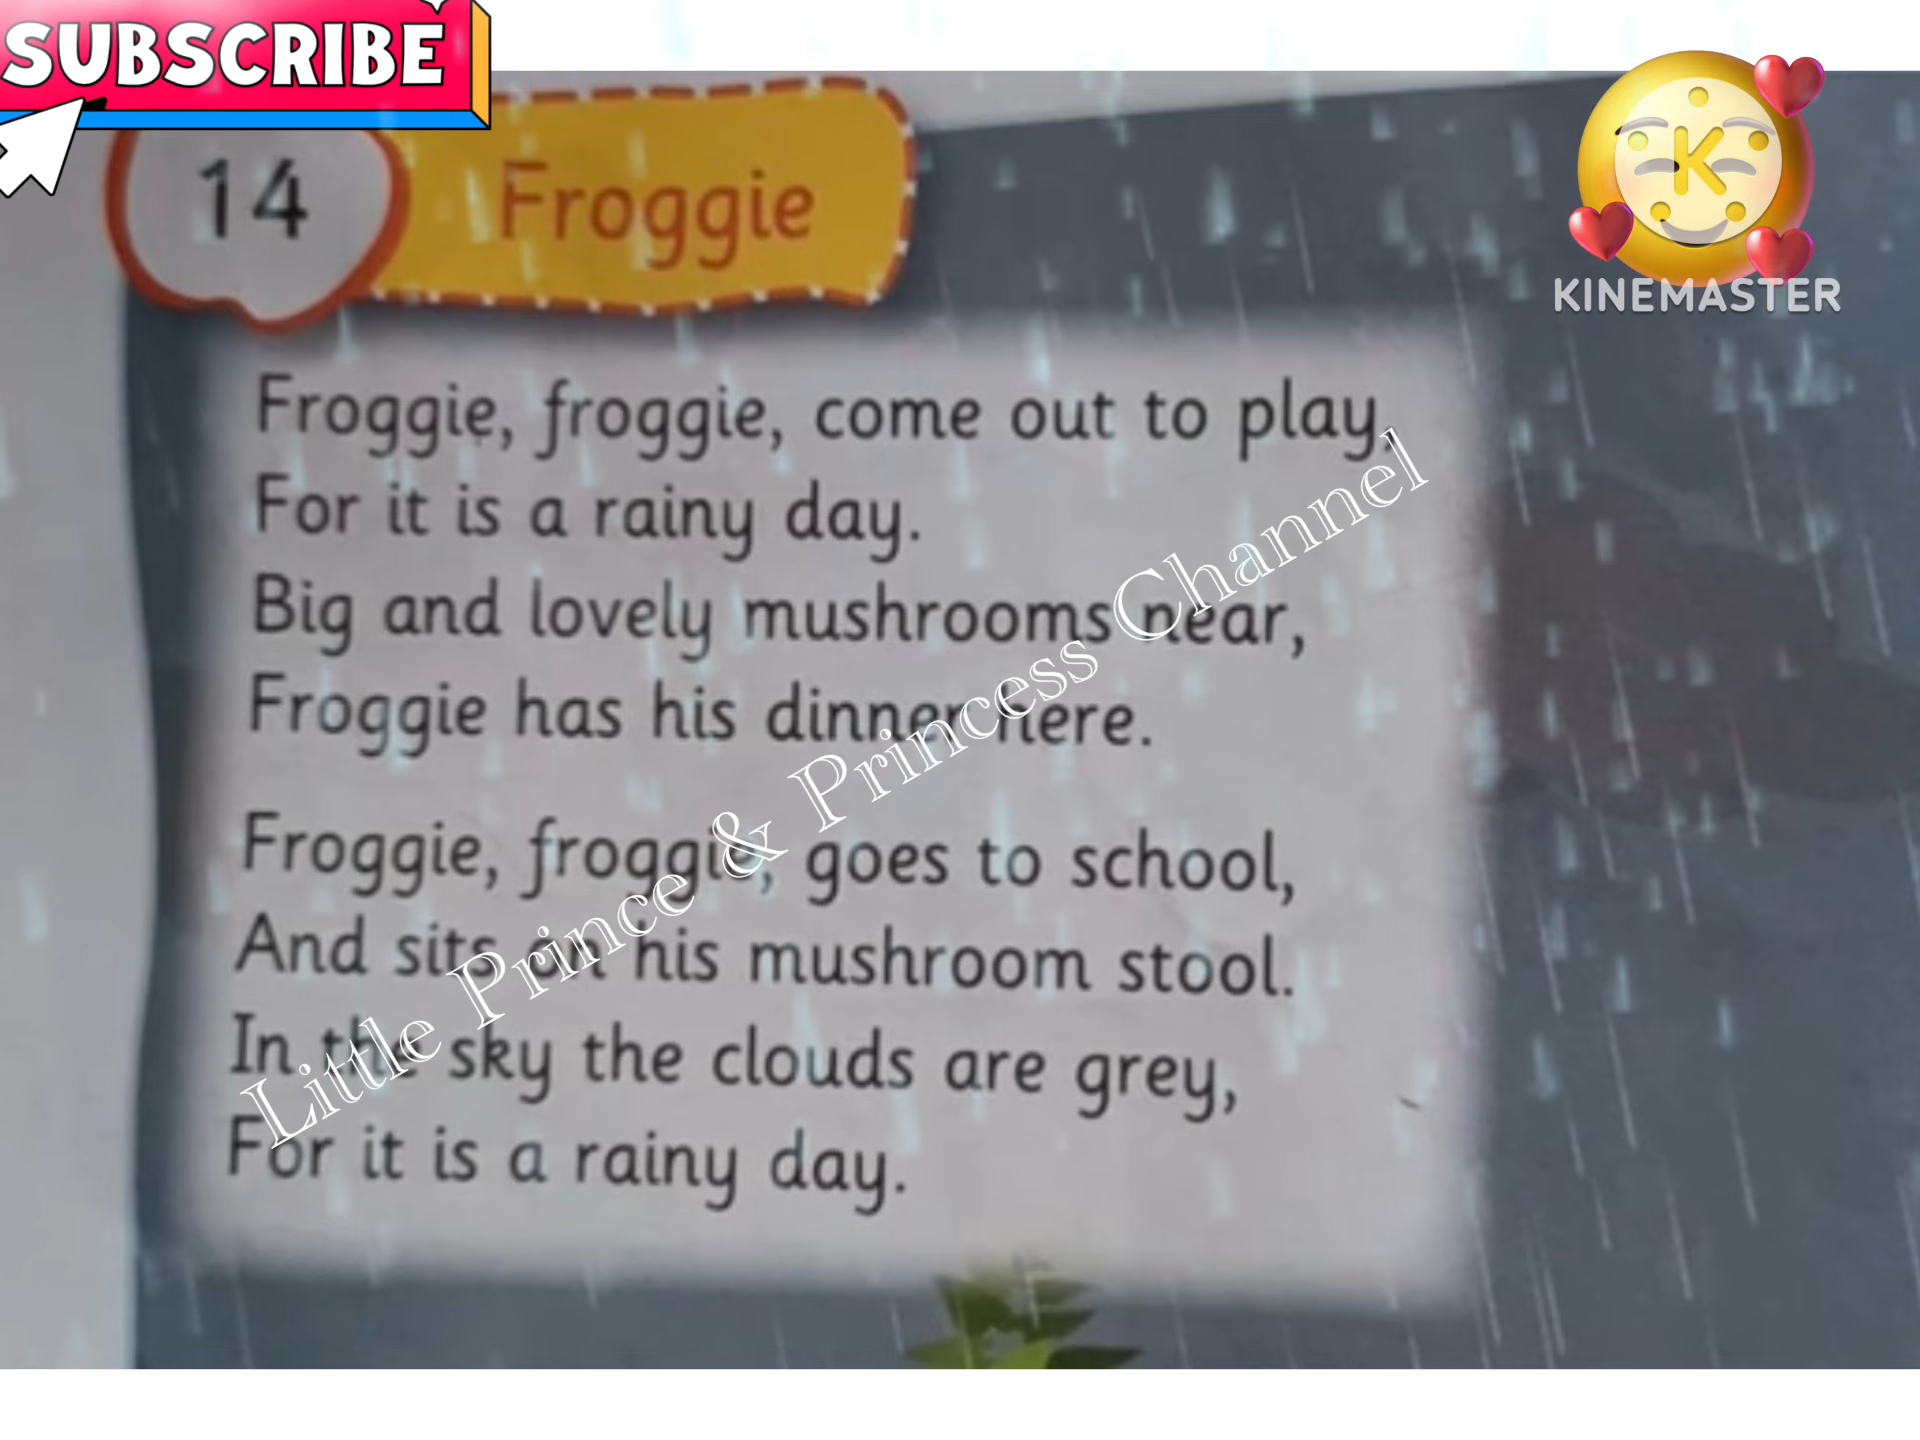 SUBSCRIBE
14 Froggie
KINEMASTER
Froggie, froggie, come out to play,
For it is a rainy day.
Big and lovely mushrooms near,
Froggie has his dinner here.
Froggie, froggie, goes to school,
And sits on his mushroom stool.
In the sky the clouds are grey,
For it is a rainy day.
Little Prince & Princess Channel